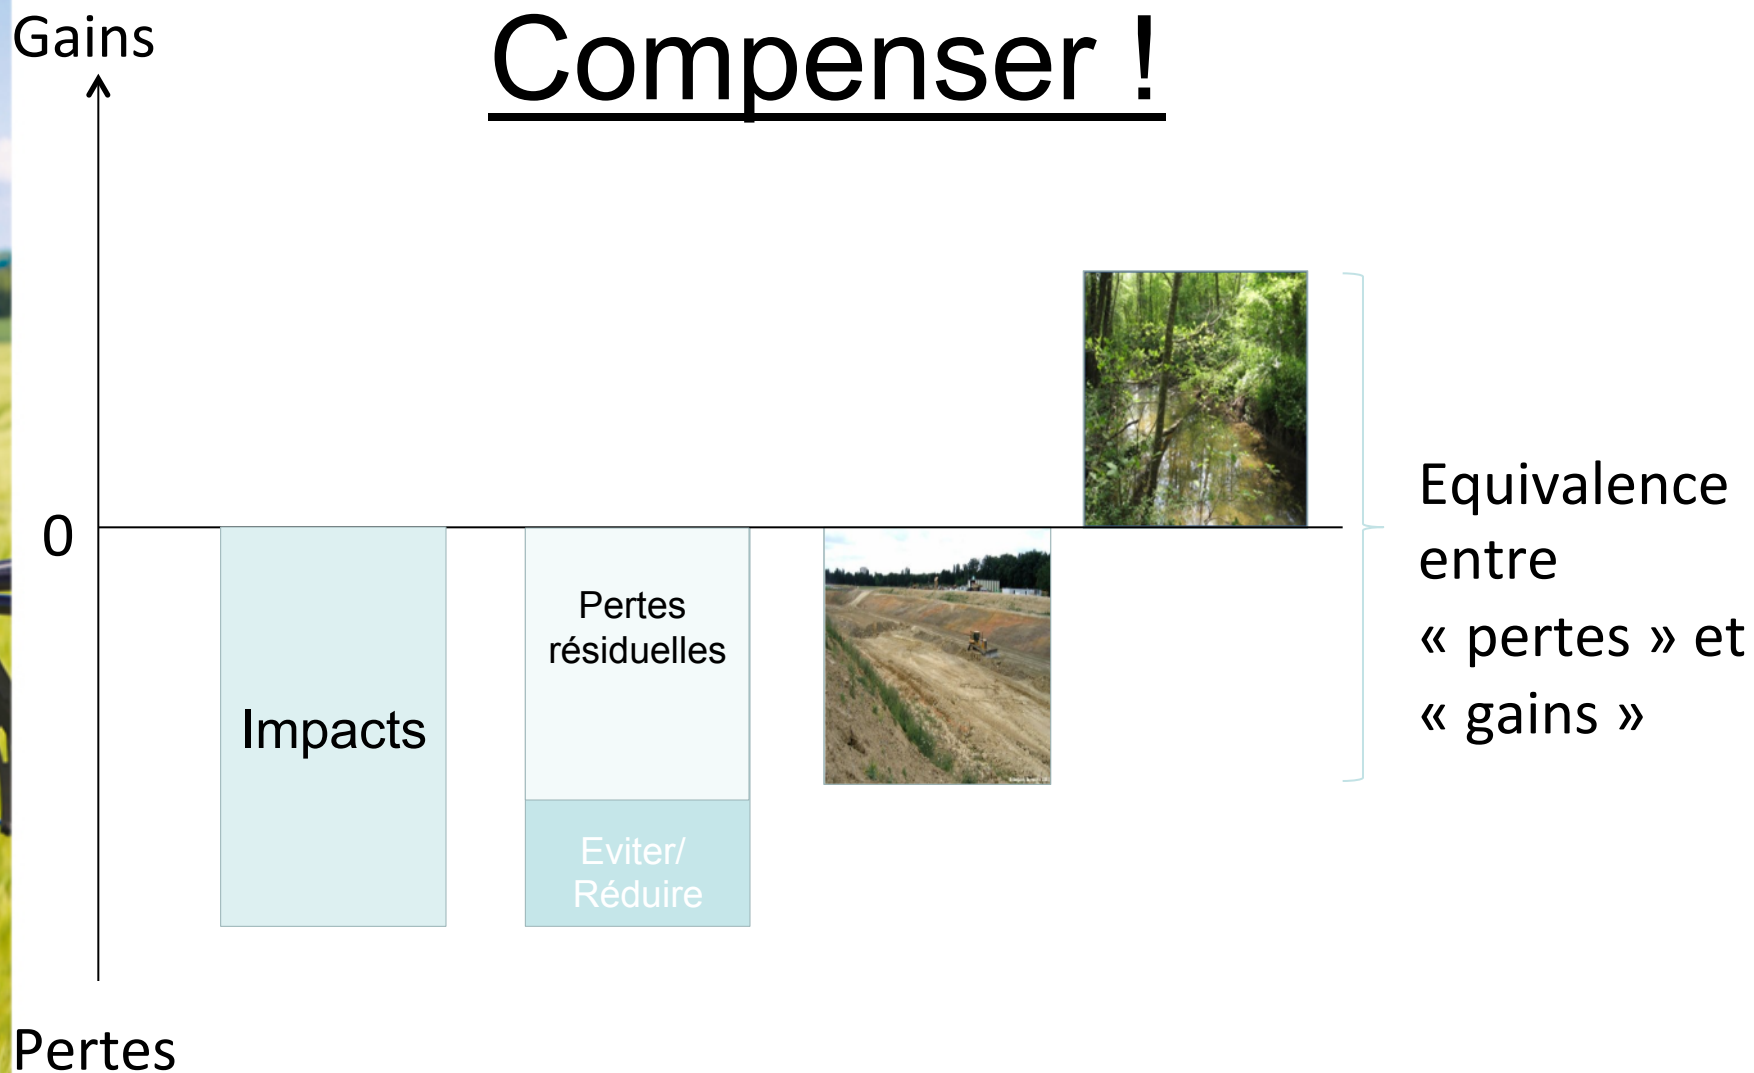 Gains
Compenser !
0
Impacts
Pertes
résiduelles
Eviter/
Réduire
Equivalence
entre
« pertes » et
« gains »
Pertes